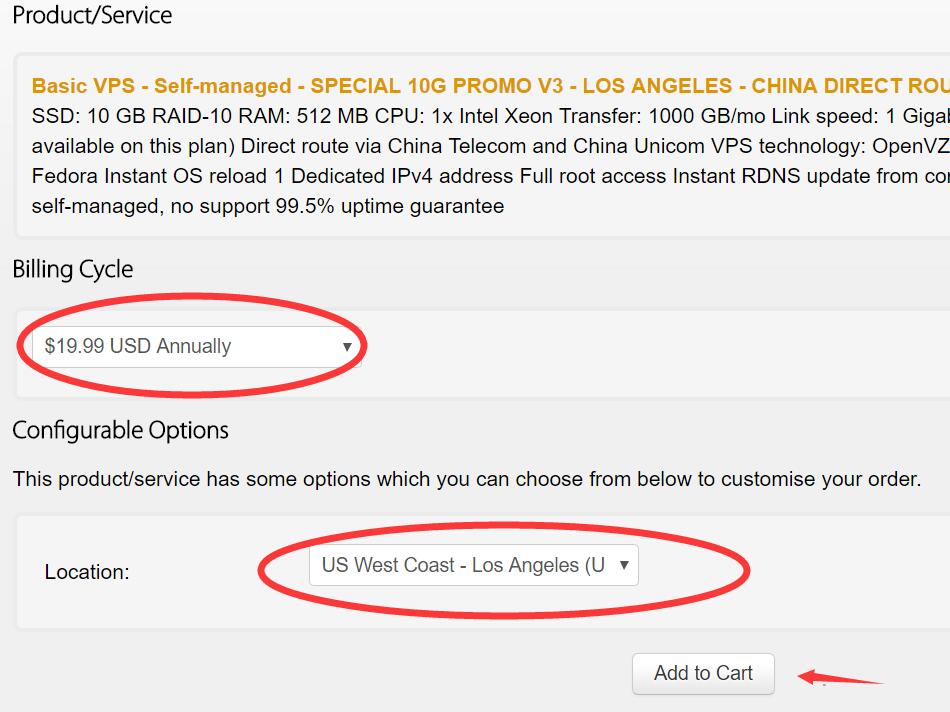 Product/Service
Basic VPS - Self-managed - SPECIAL 10G PROMO V3 - LOS ANGELES - CHINA DIRECT
SSD: 10 GB RAID-10 RAM: 512 MB CPU: 1x Intel Xeon Transfer: 1000 GB/mo Link speed: 1
available on this plan) Direct route via China Telecom and China Unicom VPS technology:
Fedora Instant OS reload 1 Dedicated IPv4 address Full root access Instant RDNS update from
self-managed, no support 99.5% uptime guarantee
Billing Cycle
$19.99 USD Annually
Configurable Options
This product/service has some options which you can choose from below to customise your order.
Location:
US West Coast - Los Angeles (U
Add to Cart